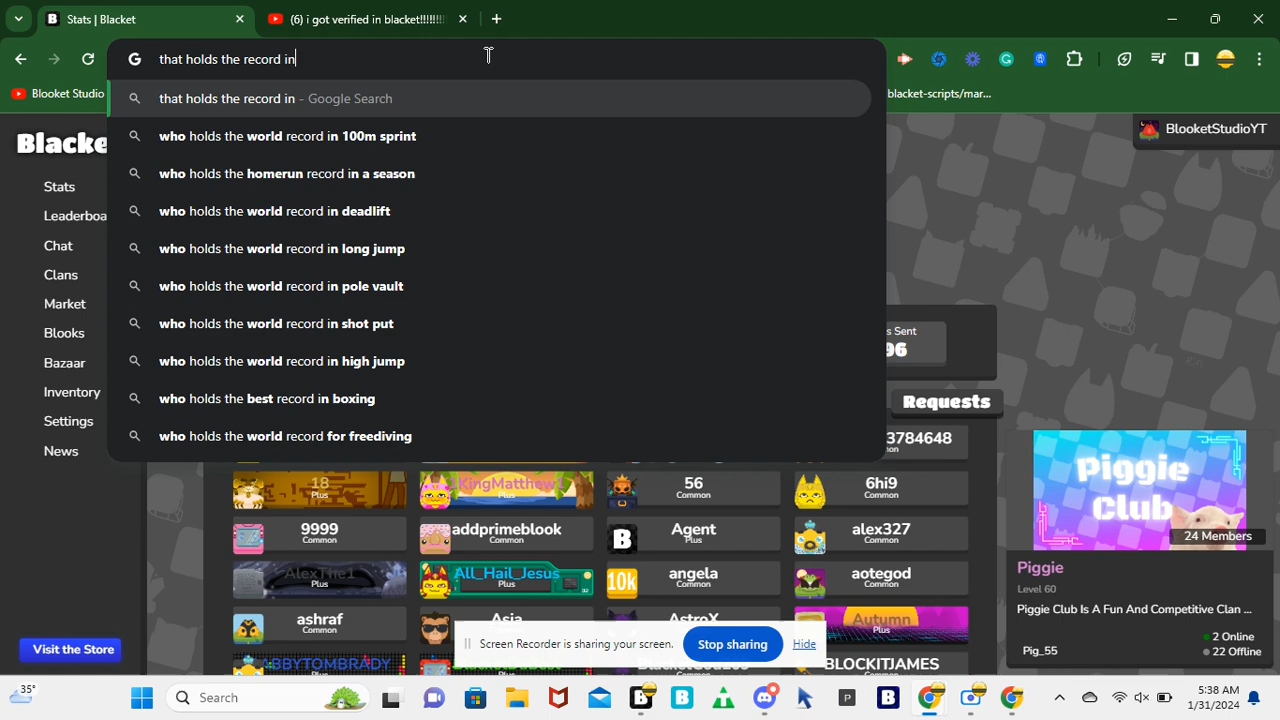 Stats | Blacket
(6) i got verified in blacket!!!!!!!
that holds the record in
Blooket Studio
blacket-scripts/mar...
that holds the record in - Google Search
who holds the world record in 100m sprint
who holds the homerun record in a season
who holds the world record in deadlift
who holds the world record in long jump
who holds the world record in pole vault
who holds the world record in shot put
who holds the world record in high jump
who holds the best record in boxing
who holds the world record for freediving
BlooketStudioYT
Stats
Leaderboa
Chat
Clans
Market
Blooks
Bazaar
Inventory
Settings
News
Visit the Store
s Sent
96
Requests
3784648
Common
18
Plus
KingMatthew
Plus
56
Common
6hi9
Common
9999
Common
addprimeblook
Common
Agent
Plus
alex327
Common
AlexThe1
Plus
All_Hail_Jesus
Plus
angela
Common
aotegod
Common
ashraf
Common
Asia
AstroX
Autumn
Plus
ABBYTOMBRADY
BLOCKITJAMES
Piggie
Club
24 Members
Piggie
Level 60
Piggie Club Is A Fun And Competitive Clan ...
2 Online
Pig_55
22 Offline
Screen Recorder is sharing your screen.
Stop sharing
Hide
35°
Search
5:38 AM
1/31/2024